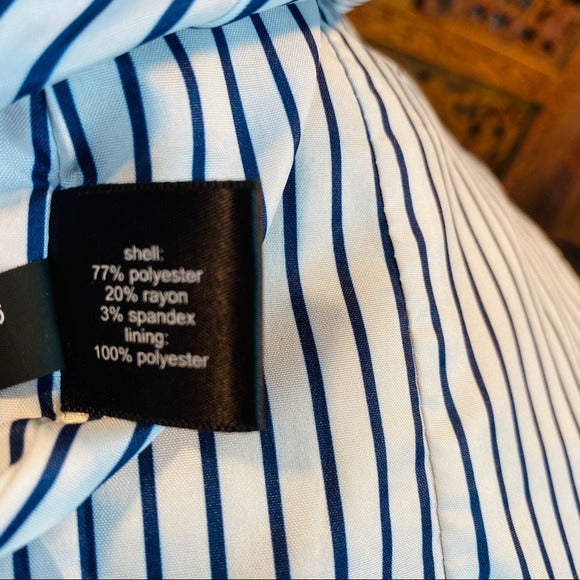 shell:
77% polyester
20% rayon
3% spandex
lining:
100% polyester